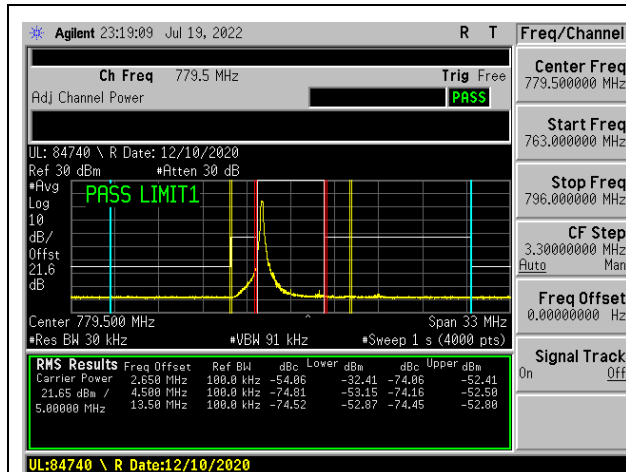 Agilent 23:19:09 Jul 19, 2022 R T
Freq/Channel
Ch Freq 779.5 MHz Trig Free
Adj Channel Power PASS
Center Freq
779.500000 MHz
Start Freq
763.000000 MHz
Stop Freq
796.000000 MHz
CF Step
3.30000000 MHz
Auto Man
Freq Offset
0.00000000 Hz
Signal Track
On Off
UL: 84740 \ R Date: 12/10/2020
Ref 30 dBm #Atten 30 dB
#Avg
Log
10
dB/
Offst
21.6
dB
PASS LIMIT1
Center 779.500 MHz Span 33 MHz
#Res BW 30 kHz #VBW 91 kHz #Sweep 1 s (4000 pts)
RMS Results Freq Offset Ref BW dBc Lower dBm dBc Upper dBm
Carrier Power 2.650 MHz 100.0 kHz -54.06 -32.41 -74.06 -52.41
21.65 dBm / 4.500 MHz 100.0 kHz -74.81 -53.15 -74.16 -52.50
5.00000 MHz 13.50 MHz 100.0 kHz -74.52 -52.87 -74.45 -52.80
UL:84740 \ R Date:12/10/2020